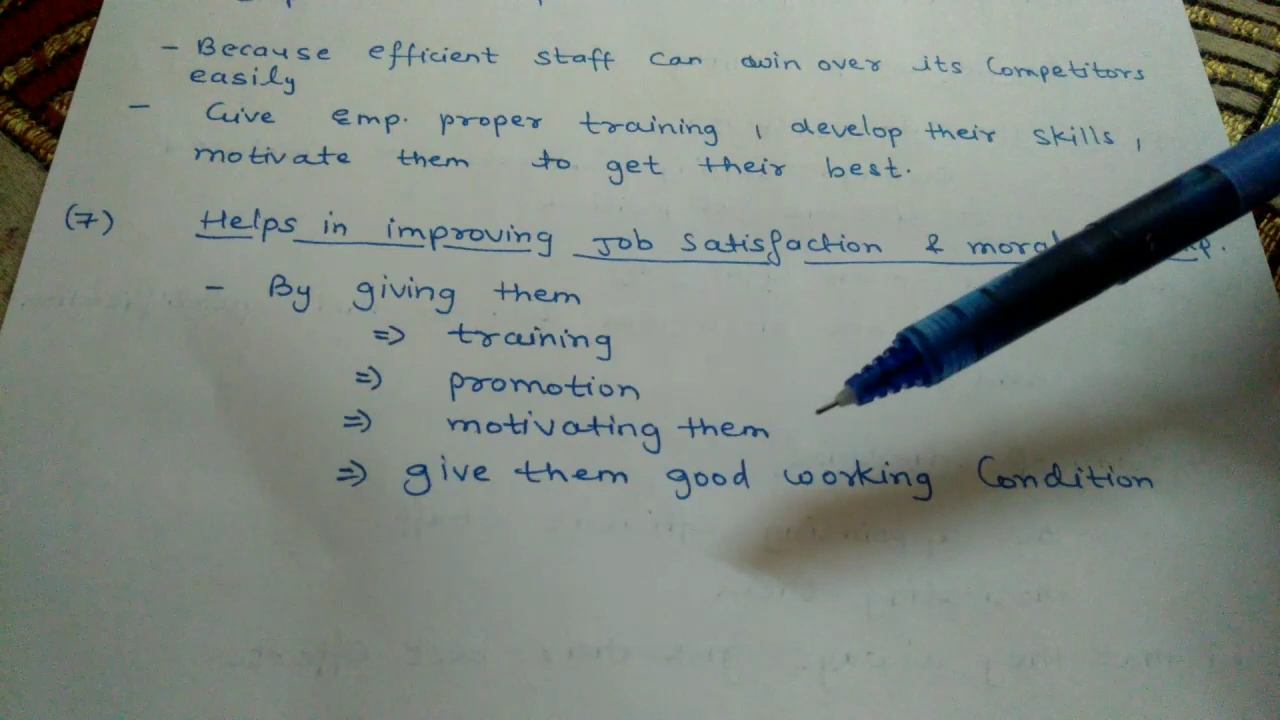 - Because efficient staff can win over its Competitors
easily
- Give Emp. proper training, develop their skills,
motivate them to get their best.
(7) Helps in improving Job Satisfaction & moral
- By giving them
=> training
=> promotion
=> motivating them
=> give them good working Condition